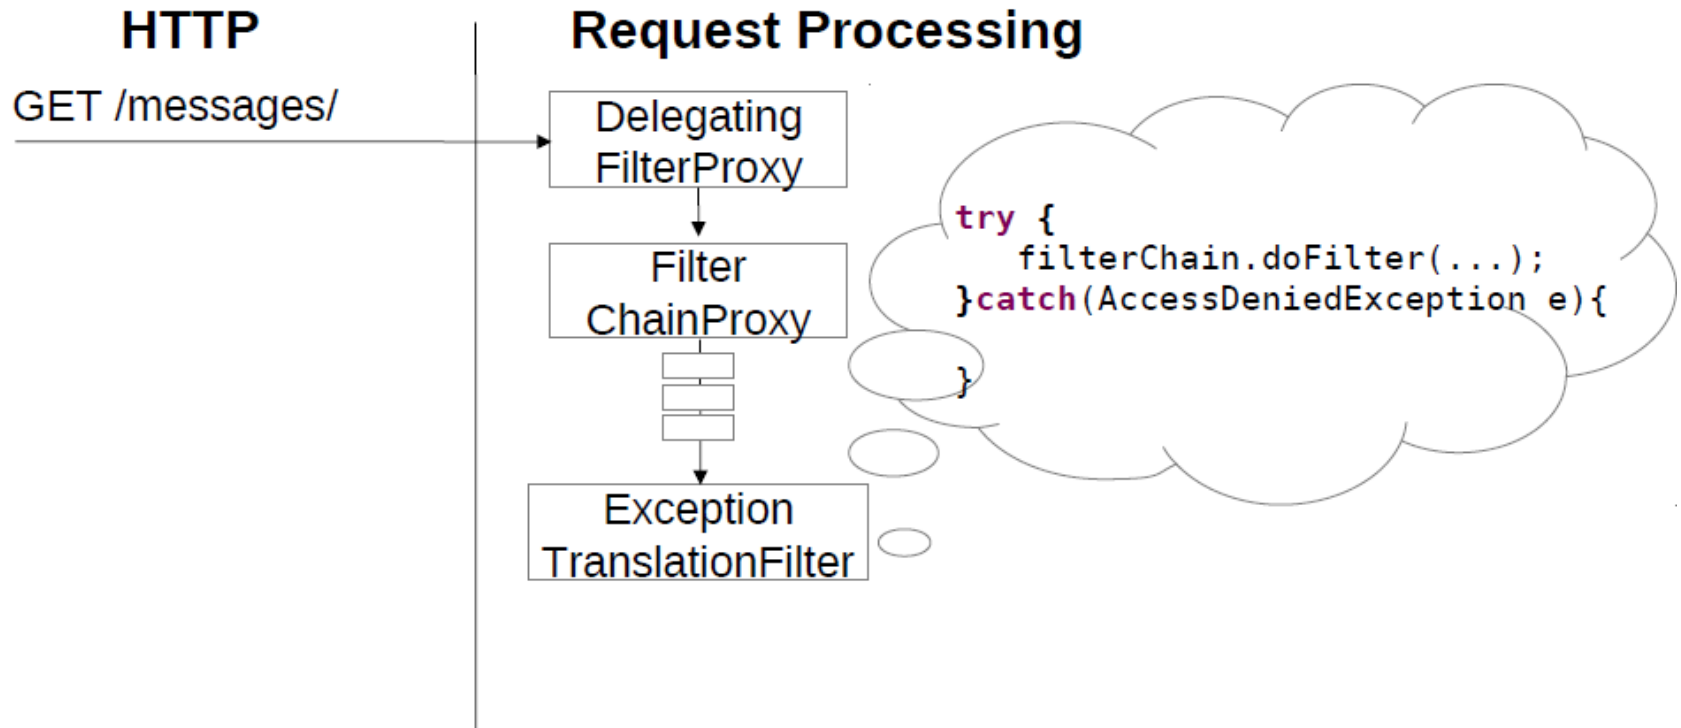 HTTP
Request Processing
GET /messages/
Delegating
FilterProxy
Filter
ChainProxy
Exception
TranslationFilter
try {
filterChain.doFilter(...);
}catch(AccessDeniedException e){
}